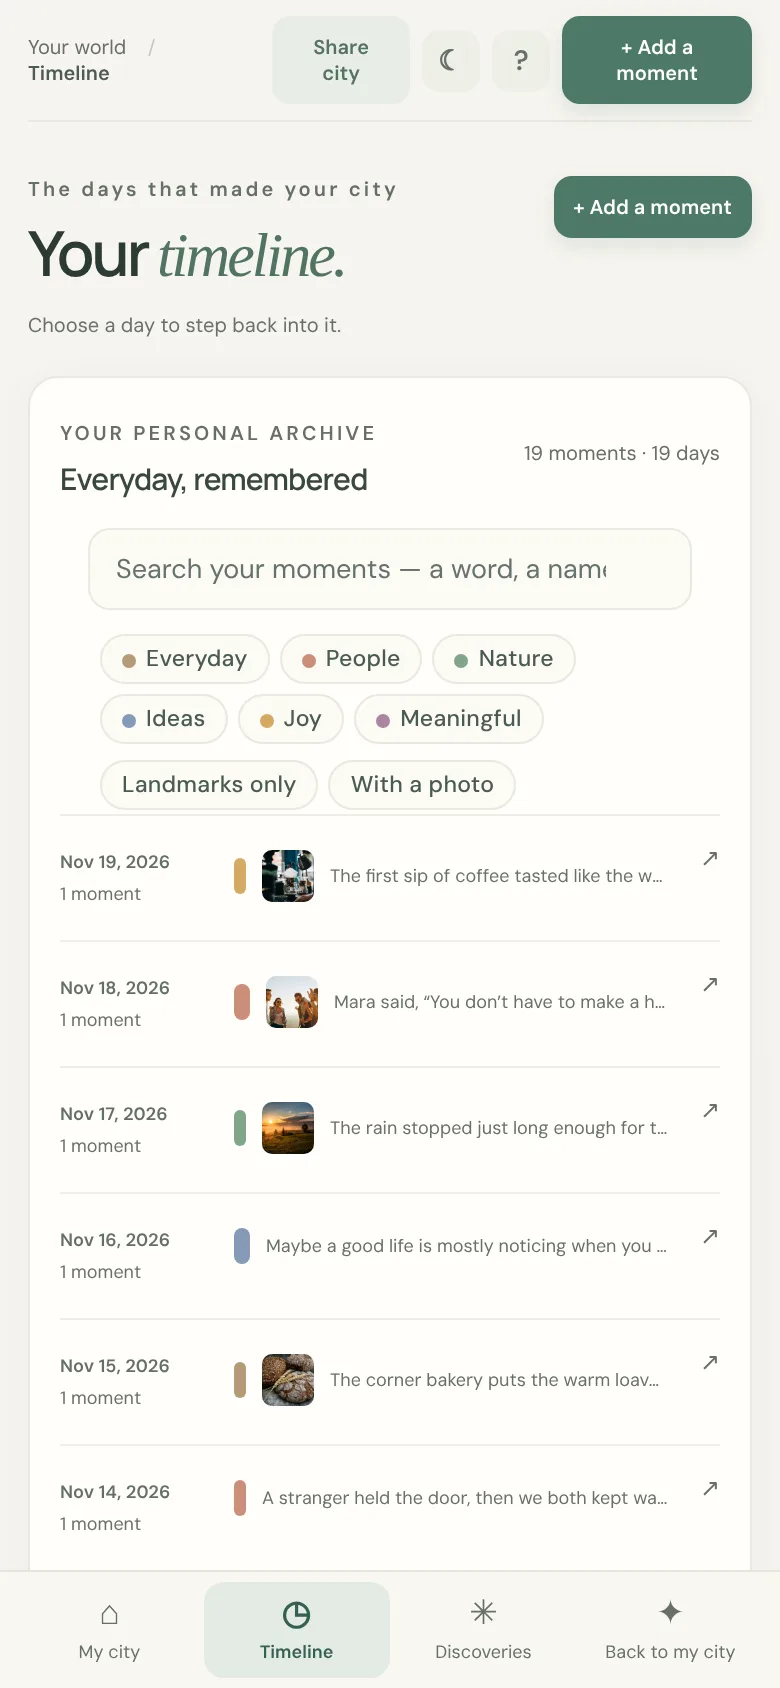 Your world /
Timeline
Share
city
?
+ Add a
moment
The days that made your city
+ Add a moment
Your timeline.
Choose a day to step back into it.
YOUR PERSONAL ARCHIVE
19 moments · 19 days
Everyday, remembered
Search your moments — a word, a name
Everyday
People
Nature
Ideas
Joy
Meaningful
Landmarks only
With a photo
Nov 19, 2026
1 moment
The first sip of coffee tasted like the w...
Nov 18, 2026
1 moment
Mara said, “You don’t have to make a h...
Nov 17, 2026
1 moment
The rain stopped just long enough for t...
Nov 16, 2026
1 moment
Maybe a good life is mostly noticing when you ...
Nov 15, 2026
1 moment
The corner bakery puts the warm loav...
Nov 14, 2026
1 moment
A stranger held the door, then we both kept wa...
My city
Timeline
Discoveries
Back to my city